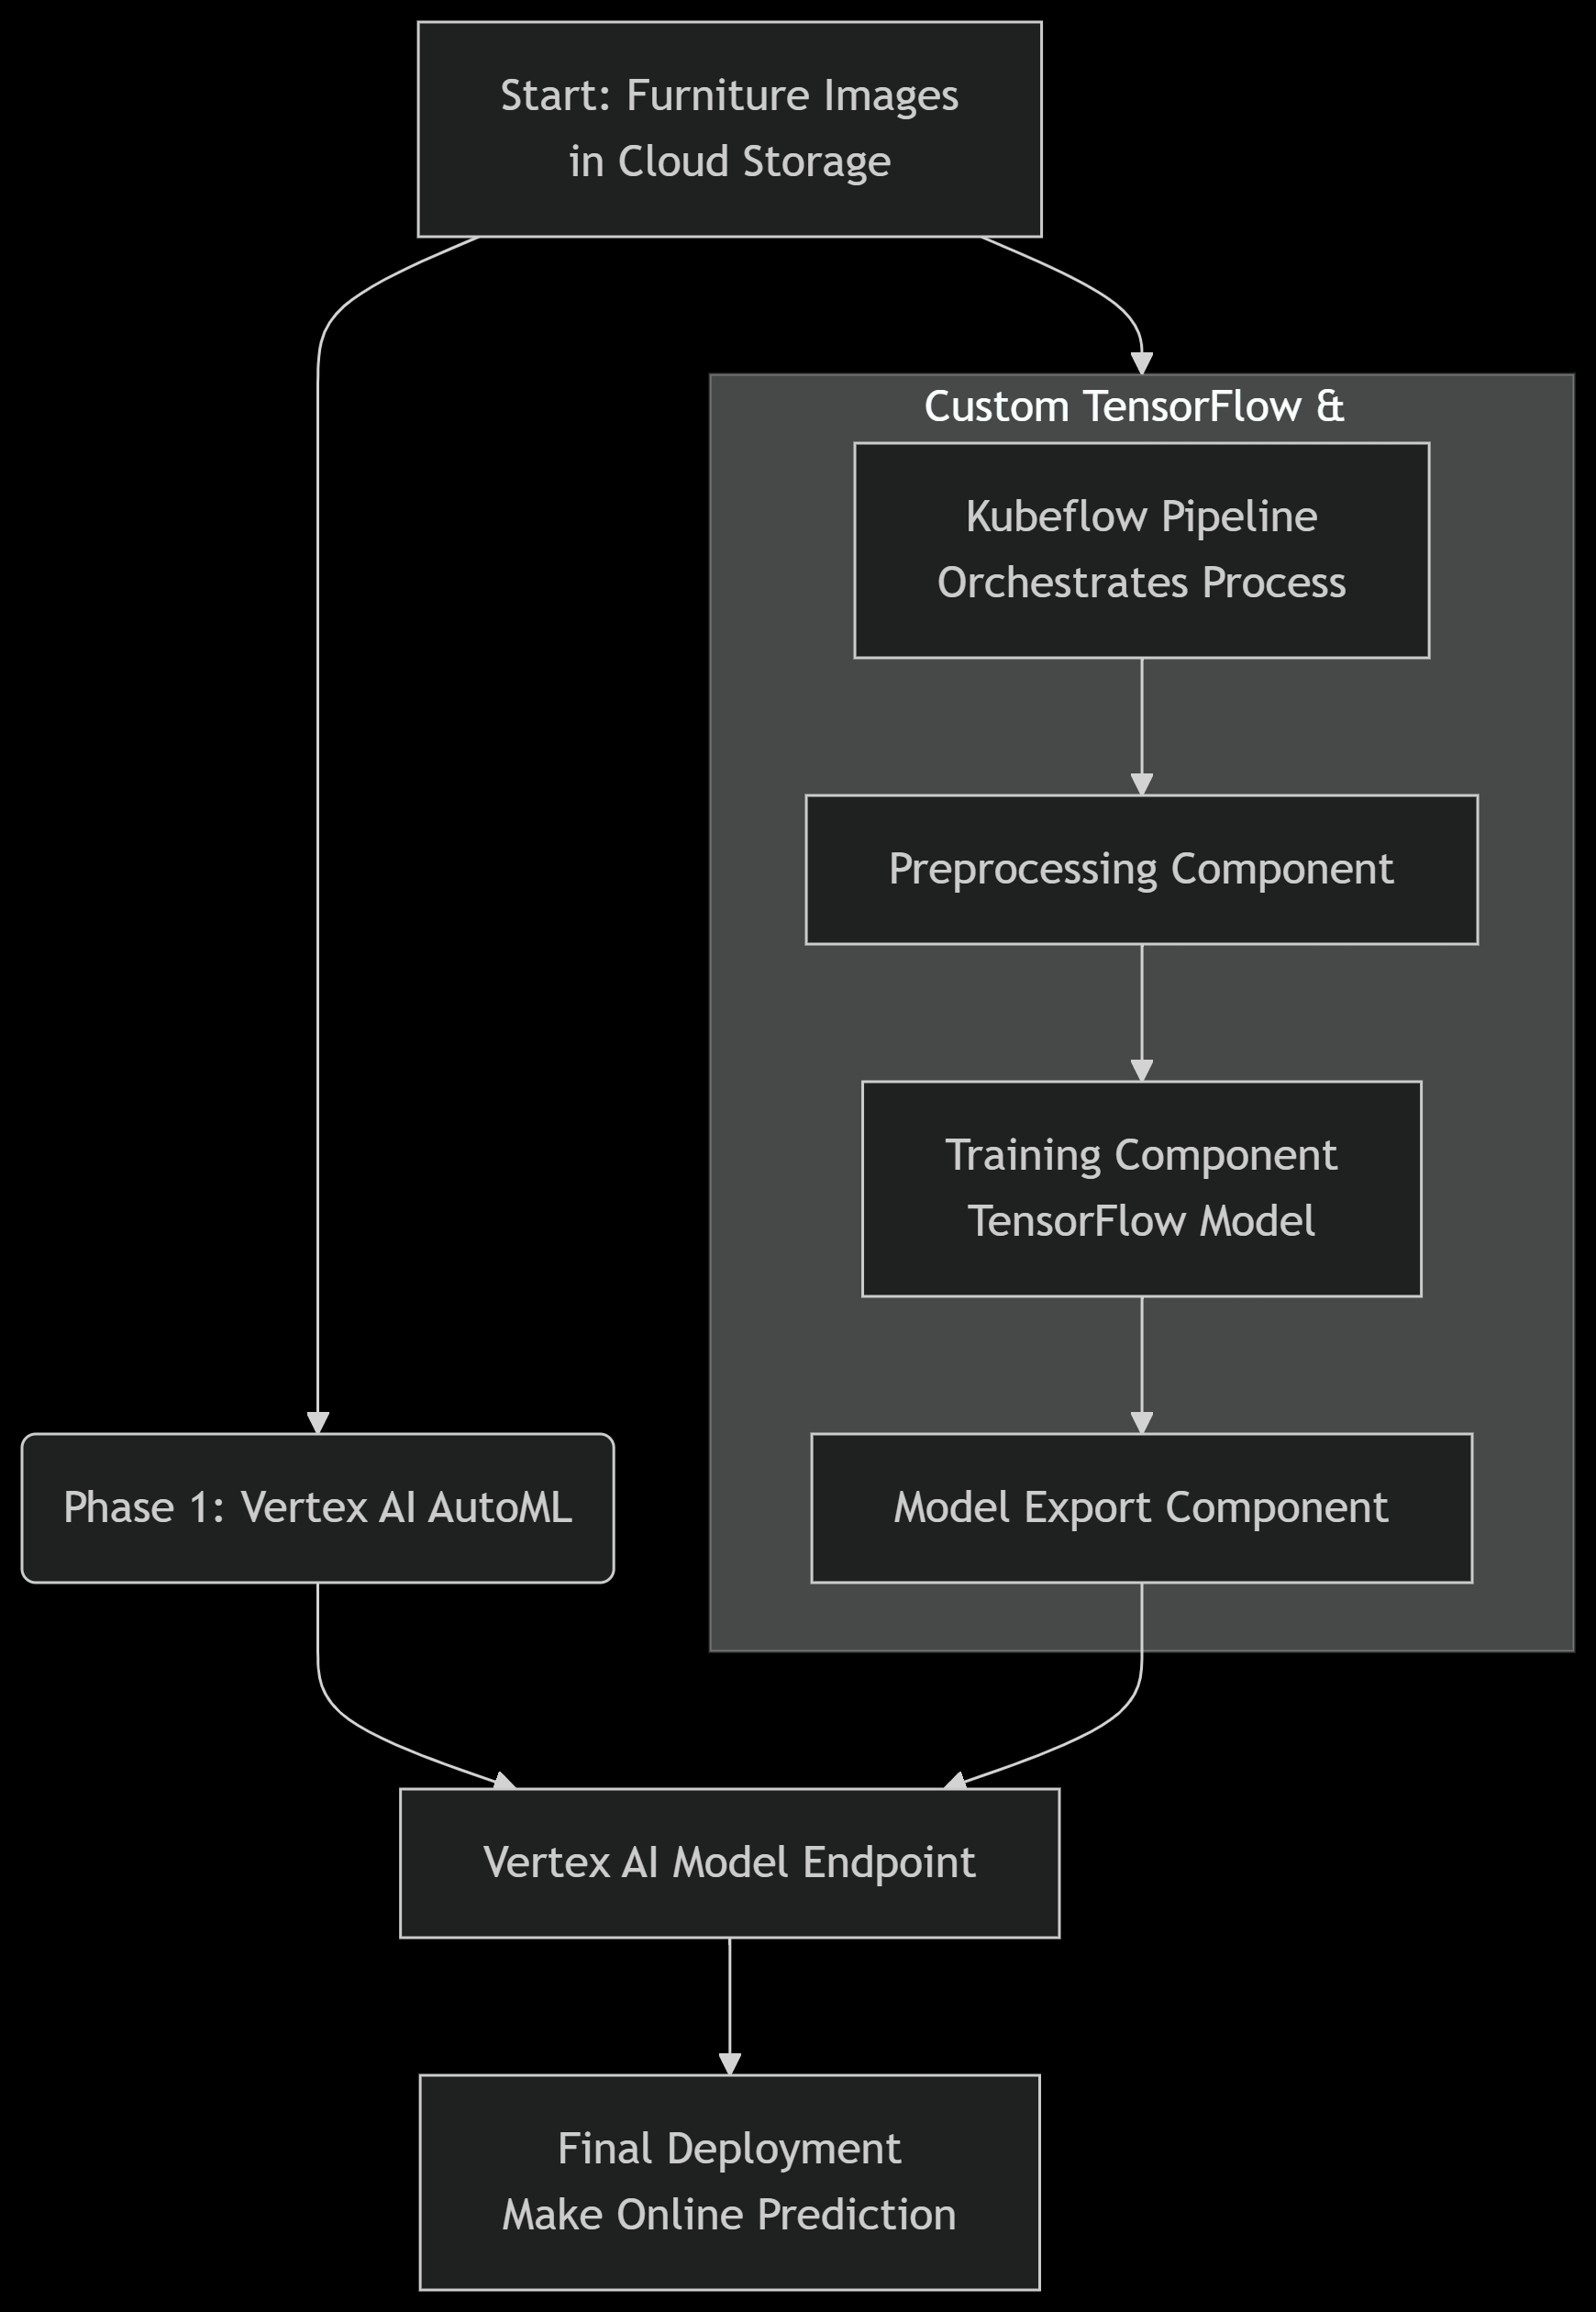 Start: Furniture Images
in Cloud Storage
Custom TensorFlow &
Kubeflow Pipeline
Orchestrates Process
Preprocessing Component
Training Component
TensorFlow Model
Phase 1: Vertex AI AutoML
Model Export Component
Vertex AI Model Endpoint
Final Deployment
Make Online Prediction